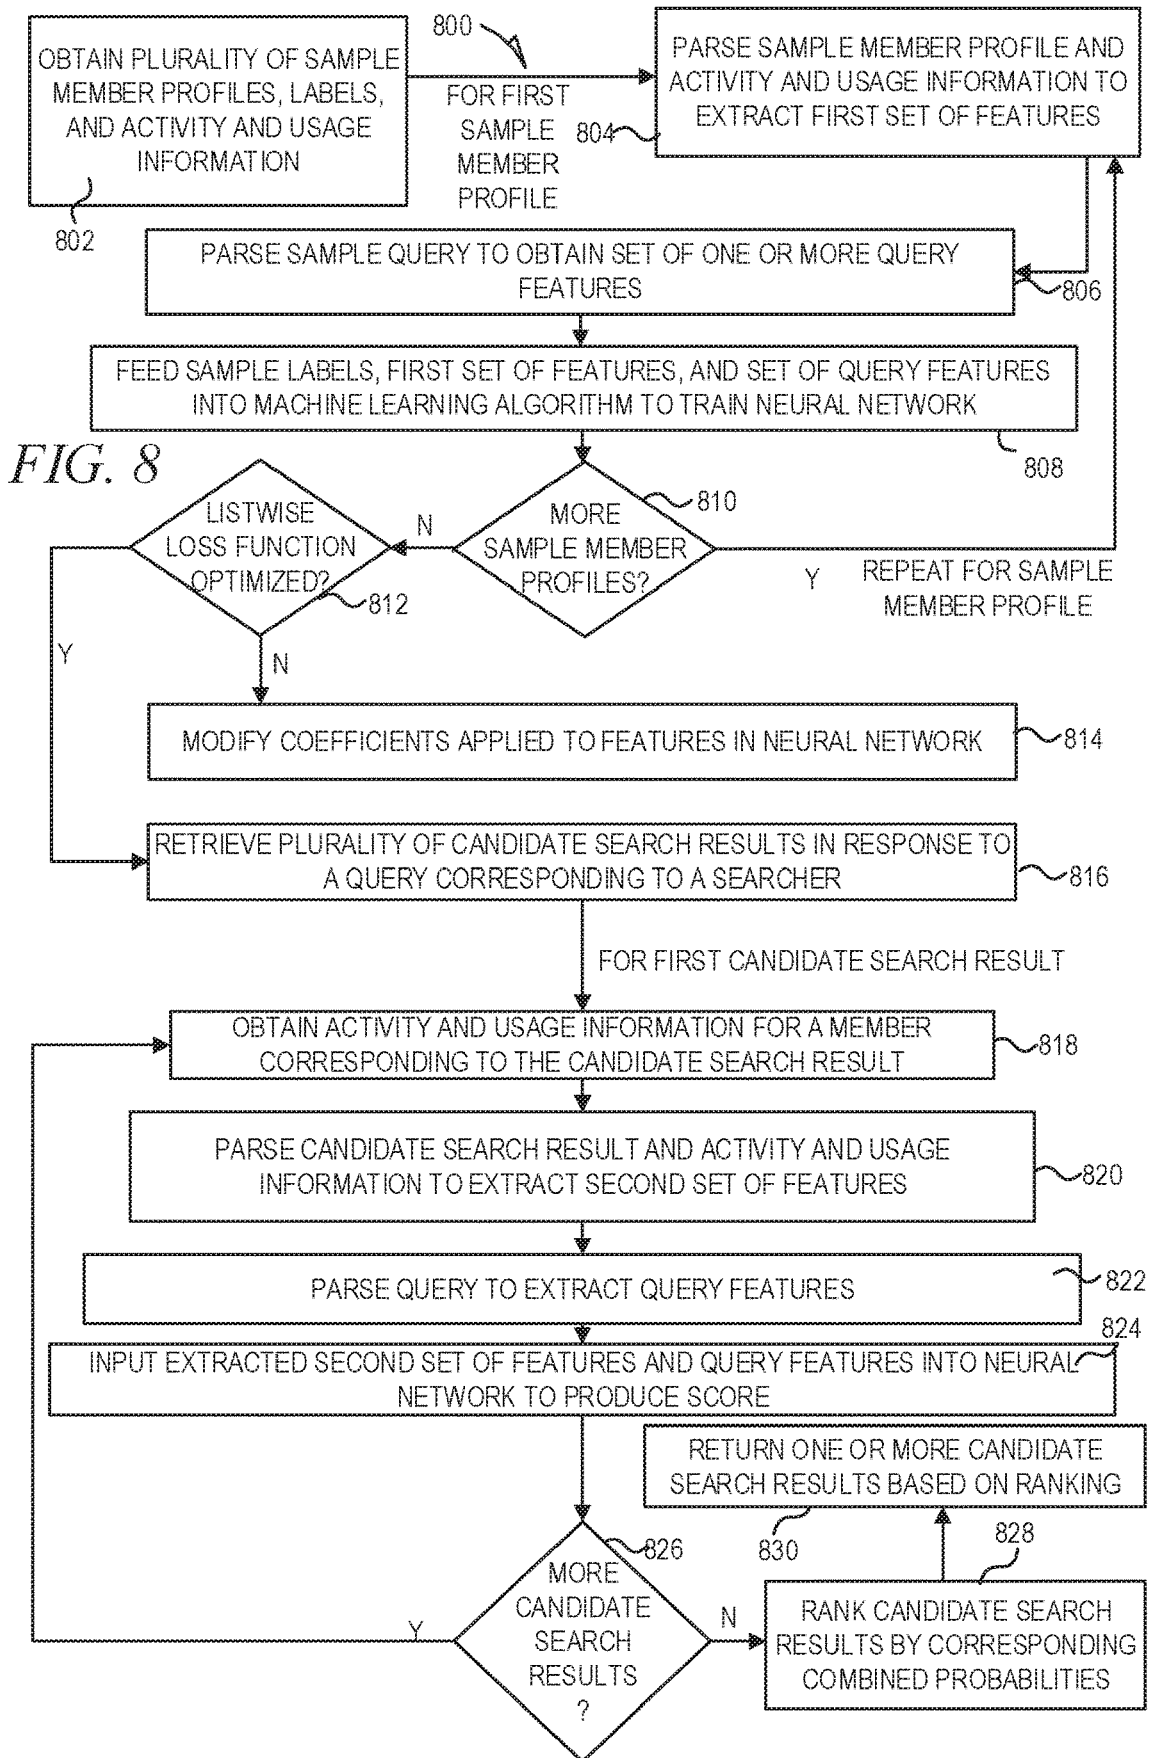 800
OBTAIN PLURALITY OF SAMPLE
MEMBER PROFILES, LABELS,
AND ACTIVITY AND USAGE
INFORMATION
802
FOR FIRST
SAMPLE
MEMBER
PROFILE
PARSE SAMPLE MEMBER PROFILE AND
ACTIVITY AND USAGE INFORMATION TO
EXTRACT FIRST SET OF FEATURES
804
PARSE SAMPLE QUERY TO OBTAIN SET OF ONE OR MORE QUERY
FEATURES
806
FEED SAMPLE LABELS, FIRST SET OF FEATURES, AND SET OF QUERY FEATURES
INTO MACHINE LEARNING ALGORITHM TO TRAIN NEURAL NETWORK
808
FIG. 8
LISTWISE
LOSS FUNCTION
OPTIMIZED?
812
N
MORE
SAMPLE MEMBER
PROFILES?
810
Y
REPEAT FOR SAMPLE
MEMBER PROFILE
Y
N
MODIFY COEFFICIENTS APPLIED TO FEATURES IN NEURAL NETWORK
814
RETRIEVE PLURALITY OF CANDIDATE SEARCH RESULTS IN RESPONSE TO
A QUERY CORRESPONDING TO A SEARCHER
816
FOR FIRST CANDIDATE SEARCH RESULT
OBTAIN ACTIVITY AND USAGE INFORMATION FOR A MEMBER
CORRESPONDING TO THE CANDIDATE SEARCH RESULT
818
PARSE CANDIDATE SEARCH RESULT AND ACTIVITY AND USAGE
INFORMATION TO EXTRACT SECOND SET OF FEATURES
820
PARSE QUERY TO EXTRACT QUERY FEATURES
822
824
INPUT EXTRACTED SECOND SET OF FEATURES AND QUERY FEATURES INTO NEURAL
NETWORK TO PRODUCE SCORE
RETURN ONE OR MORE CANDIDATE
SEARCH RESULTS BASED ON RANKING
830
828
826
MORE
CANDIDATE
SEARCH
RESULTS
?
Y
N
RANK CANDIDATE SEARCH
RESULTS BY CORRESPONDING
COMBINED PROBABILITIES